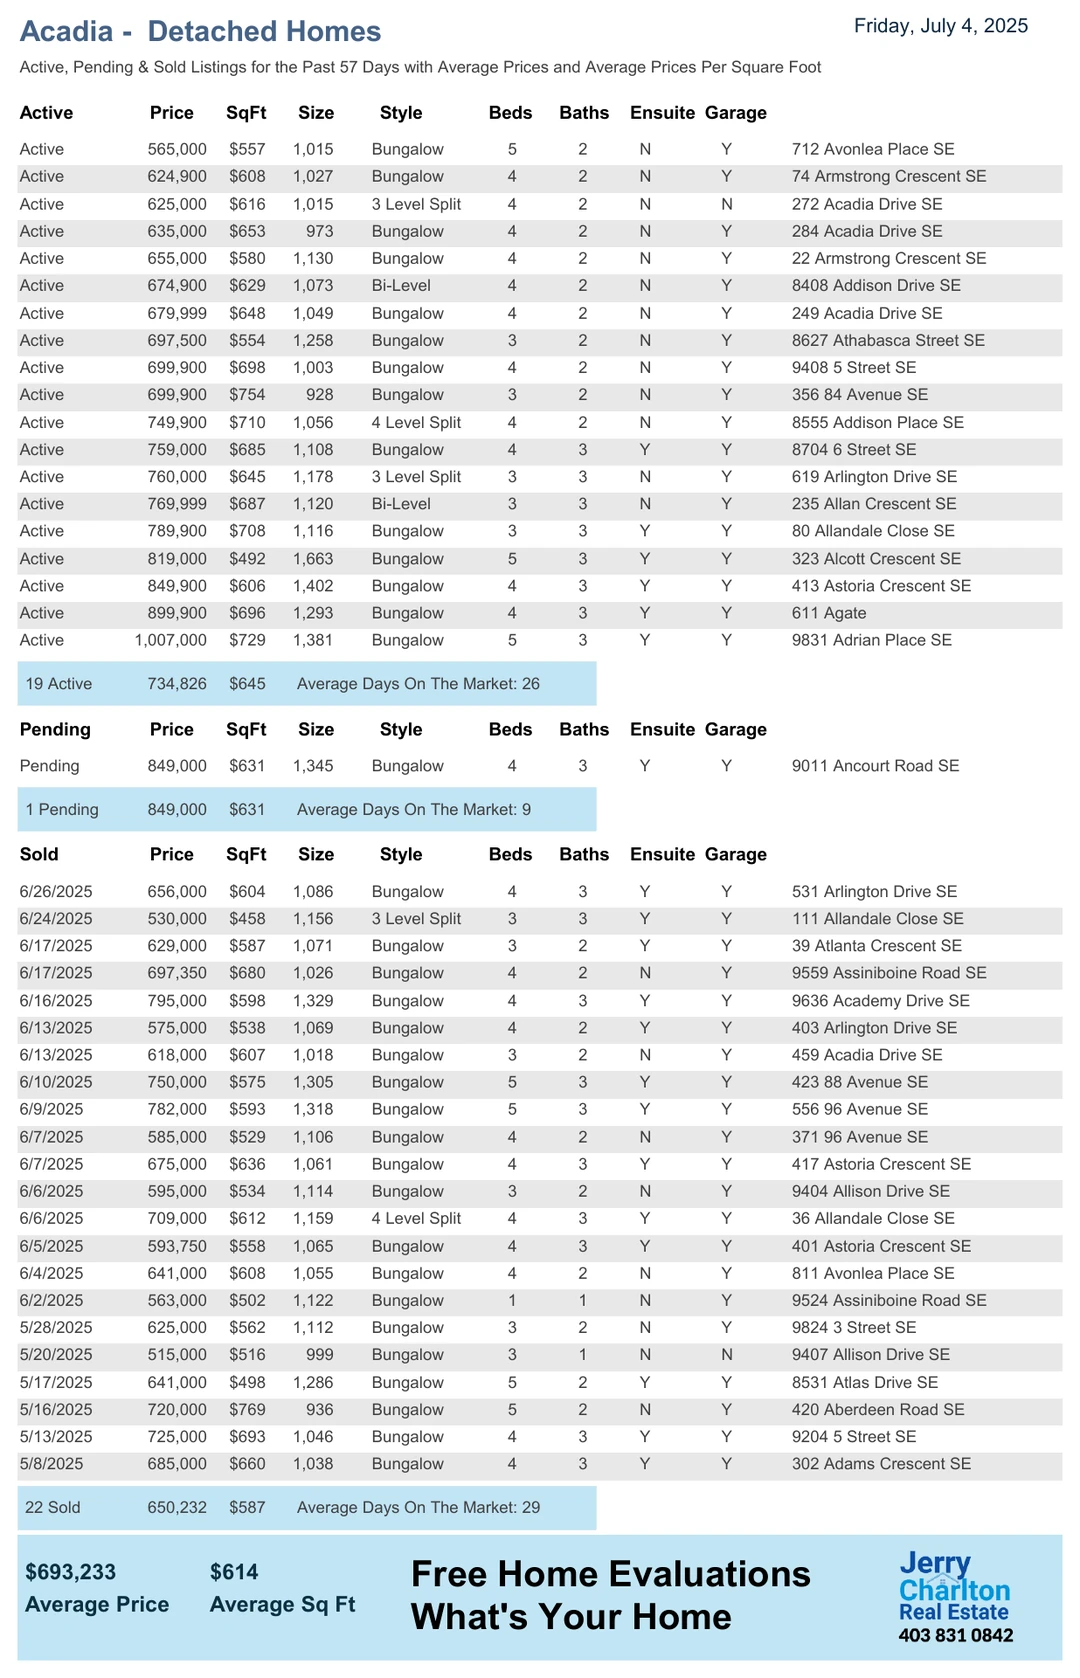 Acadia - Detached Homes
Friday, July 4, 2025
Active, Pending & Sold Listings for the Past 57 Days with Average Prices and Average Prices Per Square Foot
Active Price SqFt Size Style Beds Baths Ensuite Garage
Active 565,000 $557 1,015 Bungalow 5 2 N Y 712 Avonlea Place SE
Active 624,900 $608 1,027 Bungalow 4 2 N Y 74 Armstrong Crescent SE
Active 625,000 $616 1,015 3 Level Split 4 2 N N 272 Acadia Drive SE
Active 635,000 $653 973 Bungalow 4 2 N Y 284 Acadia Drive SE
Active 655,000 $580 1,130 Bungalow 4 2 N Y 22 Armstrong Crescent SE
Active 674,900 $629 1,073 Bi-Level 4 2 N Y 8408 Addison Drive SE
Active 679,999 $648 1,049 Bungalow 4 2 N Y 249 Acadia Drive SE
Active 697,500 $554 1,258 Bungalow 3 2 N Y 8627 Athabasca Street SE
Active 699,900 $698 1,003 Bungalow 4 2 N Y 9408 5 Street SE
Active 699,900 $754 928 Bungalow 3 2 N Y 356 84 Avenue SE
Active 749,900 $710 1,056 4 Level Split 4 2 N Y 8555 Addison Place SE
Active 759,000 $685 1,108 Bungalow 4 3 Y Y 8704 6 Street SE
Active 760,000 $645 1,178 3 Level Split 3 3 N Y 619 Arlington Drive SE
Active 769,999 $687 1,120 Bi-Level 3 3 N Y 235 Allan Crescent SE
Active 789,900 $708 1,116 Bungalow 3 3 Y Y 80 Allandale Close SE
Active 819,000 $492 1,663 Bungalow 5 3 Y Y 323 Alcott Crescent SE
Active 849,900 $606 1,402 Bungalow 4 3 Y Y 413 Astoria Crescent SE
Active 899,900 $696 1,293 Bungalow 4 3 Y Y 611 Agate
Active 1,007,000 $729 1,381 Bungalow 5 3 Y Y 9831 Adrian Place SE
19 Active 734,826 $645 Average Days On The Market: 26
Pending Price SqFt Size Style Beds Baths Ensuite Garage
Pending 849,000 $631 1,345 Bungalow 4 3 Y Y 9011 Ancourt Road SE
1 Pending 849,000 $631 Average Days On The Market: 9
Sold Price SqFt Size Style Beds Baths Ensuite Garage
6/26/2025 656,000 $604 1,086 Bungalow 4 3 Y Y 531 Arlington Drive SE
6/24/2025 530,000 $458 1,156 3 Level Split 3 3 Y Y 111 Allandale Close SE
6/17/2025 629,000 $587 1,071 Bungalow 3 2 Y Y 39 Atlanta Crescent SE
6/17/2025 697,350 $680 1,026 Bungalow 4 2 N Y 9559 Assiniboine Road SE
6/16/2025 795,000 $598 1,329 Bungalow 4 3 Y Y 9636 Academy Drive SE
6/13/2025 575,000 $538 1,069 Bungalow 4 2 Y Y 403 Arlington Drive SE
6/13/2025 618,000 $607 1,018 Bungalow 3 2 N Y 459 Acadia Drive SE
6/10/2025 750,000 $575 1,305 Bungalow 5 3 Y Y 423 88 Avenue SE
6/9/2025 782,000 $593 1,318 Bungalow 5 3 Y Y 556 96 Avenue SE
6/7/2025 585,000 $529 1,106 Bungalow 4 2 N Y 371 96 Avenue SE
6/7/2025 675,000 $636 1,061 Bungalow 4 3 Y Y 417 Astoria Crescent SE
6/6/2025 595,000 $534 1,114 Bungalow 3 2 N Y 9404 Allison Drive SE
6/6/2025 709,000 $612 1,159 4 Level Split 4 3 Y Y 36 Allandale Close SE
6/5/2025 593,750 $558 1,065 Bungalow 4 3 Y Y 401 Astoria Crescent SE
6/4/2025 641,000 $608 1,055 Bungalow 4 2 N Y 811 Avonlea Place SE
6/2/2025 563,000 $502 1,122 Bungalow 1 1 N Y 9524 Assiniboine Road SE
5/28/2025 625,000 $562 1,112 Bungalow 3 2 N Y 9824 3 Street SE
5/20/2025 515,000 $516 999 Bungalow 3 1 N N 9407 Allison Drive SE
5/17/2025 641,000 $498 1,286 Bungalow 5 2 Y Y 8531 Atlas Drive SE
5/16/2025 720,000 $769 936 Bungalow 5 2 N Y 420 Aberdeen Road SE
5/13/2025 725,000 $693 1,046 Bungalow 4 3 Y Y 9204 5 Street SE
5/8/2025 685,000 $660 1,038 Bungalow 4 3 Y Y 302 Adams Crescent SE
22 Sold 650,232 $587 Average Days On The Market: 29
$693,233 $614
Average Price Average Sq Ft
Free Home Evaluations
What's Your Home
Jerry
Charlton
Real Estate
403 831 0842